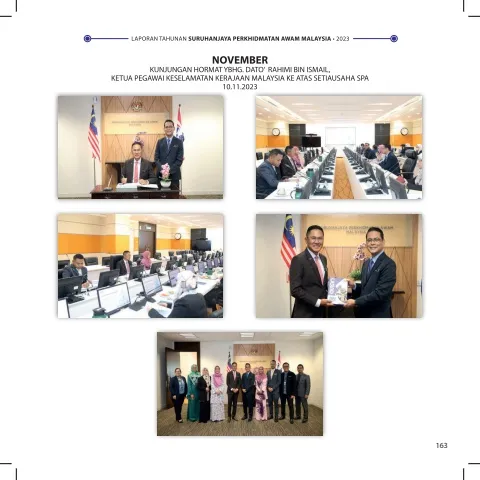 LAPORAN TAHUNAN SURUHANJAYA PERKHIDMATAN AWAM MALAYSIA • 2023
NOVEMBER
KUNJUNGAN HORMAT YBHG. DATO' RAHIMI BIN ISMAIL,
KETUA PEGAWAI KESELAMATAN KERAJAAN MALAYSIA KE ATAS SETIAUSAHA SPA
10.11.2023
163